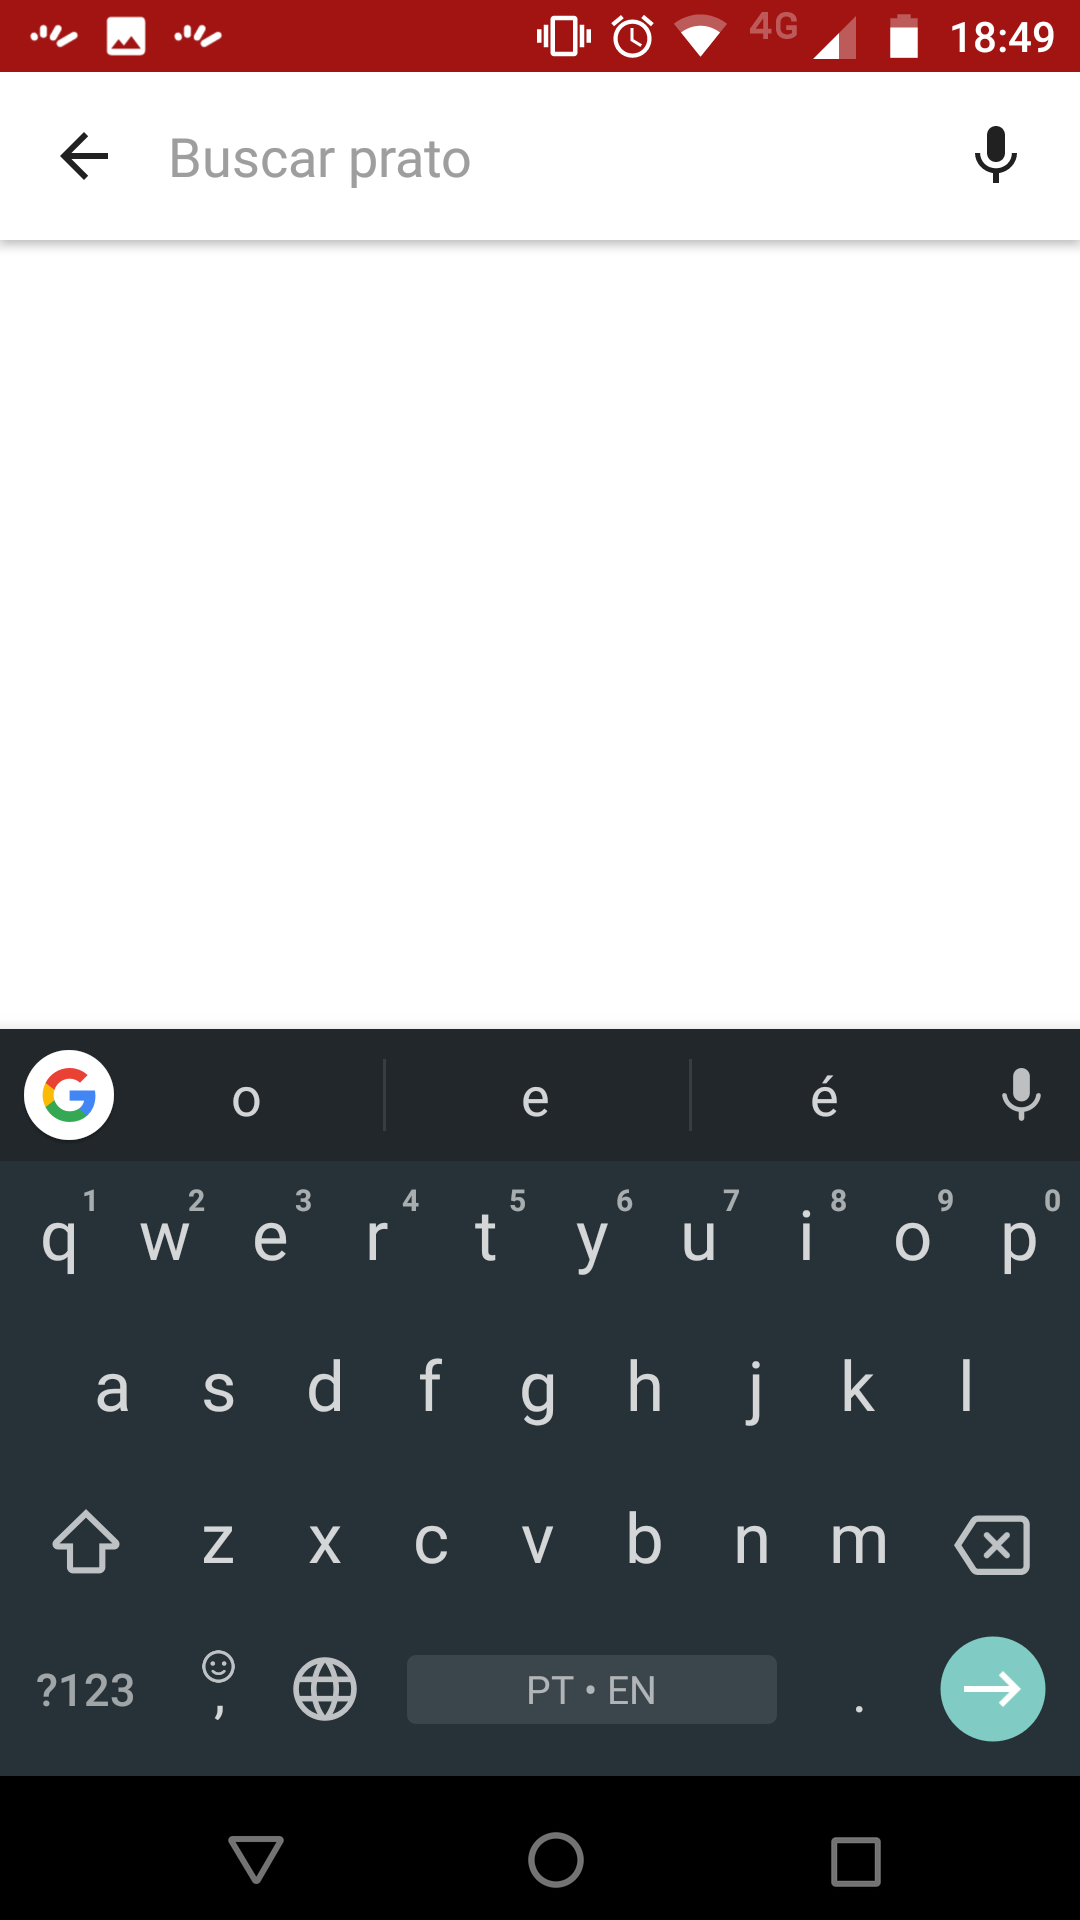 4G 18:49
Buscar prato
o e é
1 2 3 4 5 6 7 8 9 0
q w e r t y u i o p
a s d f g h j k l
z x c v b n m
?123 , PT • EN .